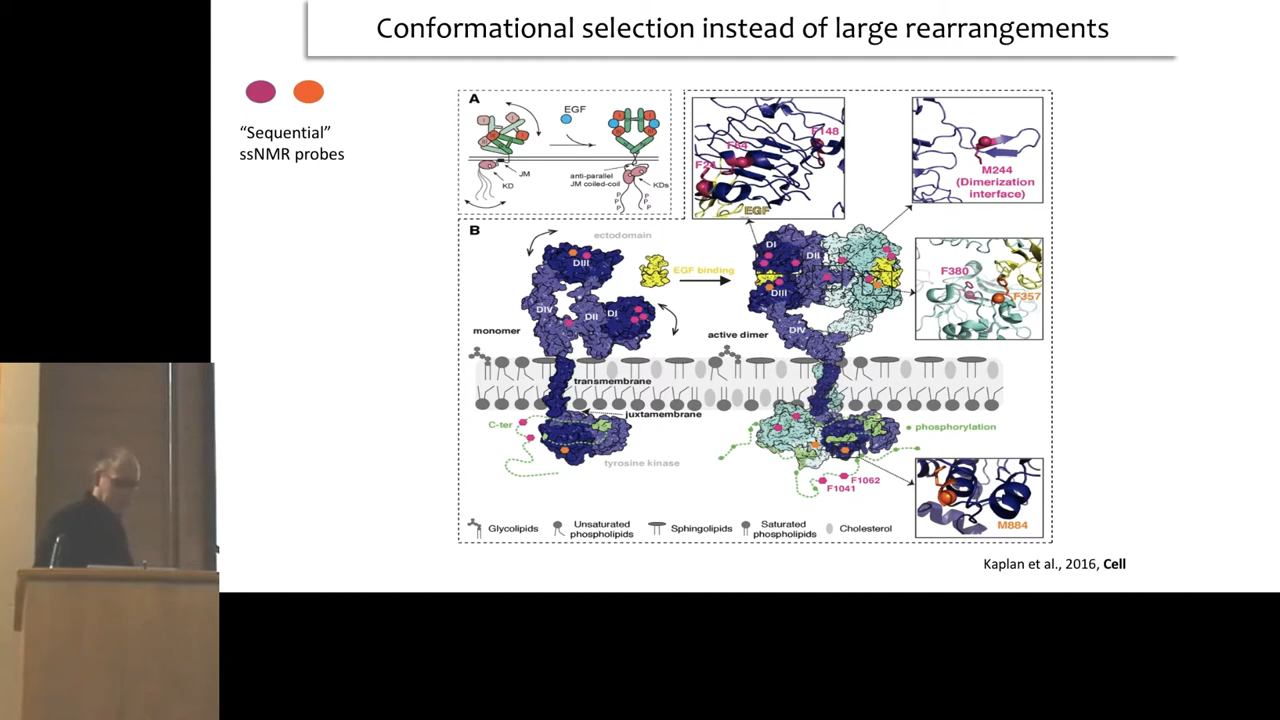 Conformational selection instead of large rearrangements
“Sequential”
ssNMR probes
A
EGF
JM
KD
anti-parallel
JM coiled-coil
KDs
P
P
P
P
P
P
F148
F64
EGF
M244
(Dimerization
interface)
B
ectodomain
DIII
DIV
DII
DI
monomer
EGF binding
DI
DII
DIII
DIV
active dimer
F380
F357
transmembrane
juxtamembrane
C-ter
tyrosine kinase
phosphorylation
F1062
F1041
M884
Glycolipids
Unsaturated
phospholipids
Sphingolipids
Saturated
phospholipids
Cholesterol
Kaplan et al., 2016, Cell